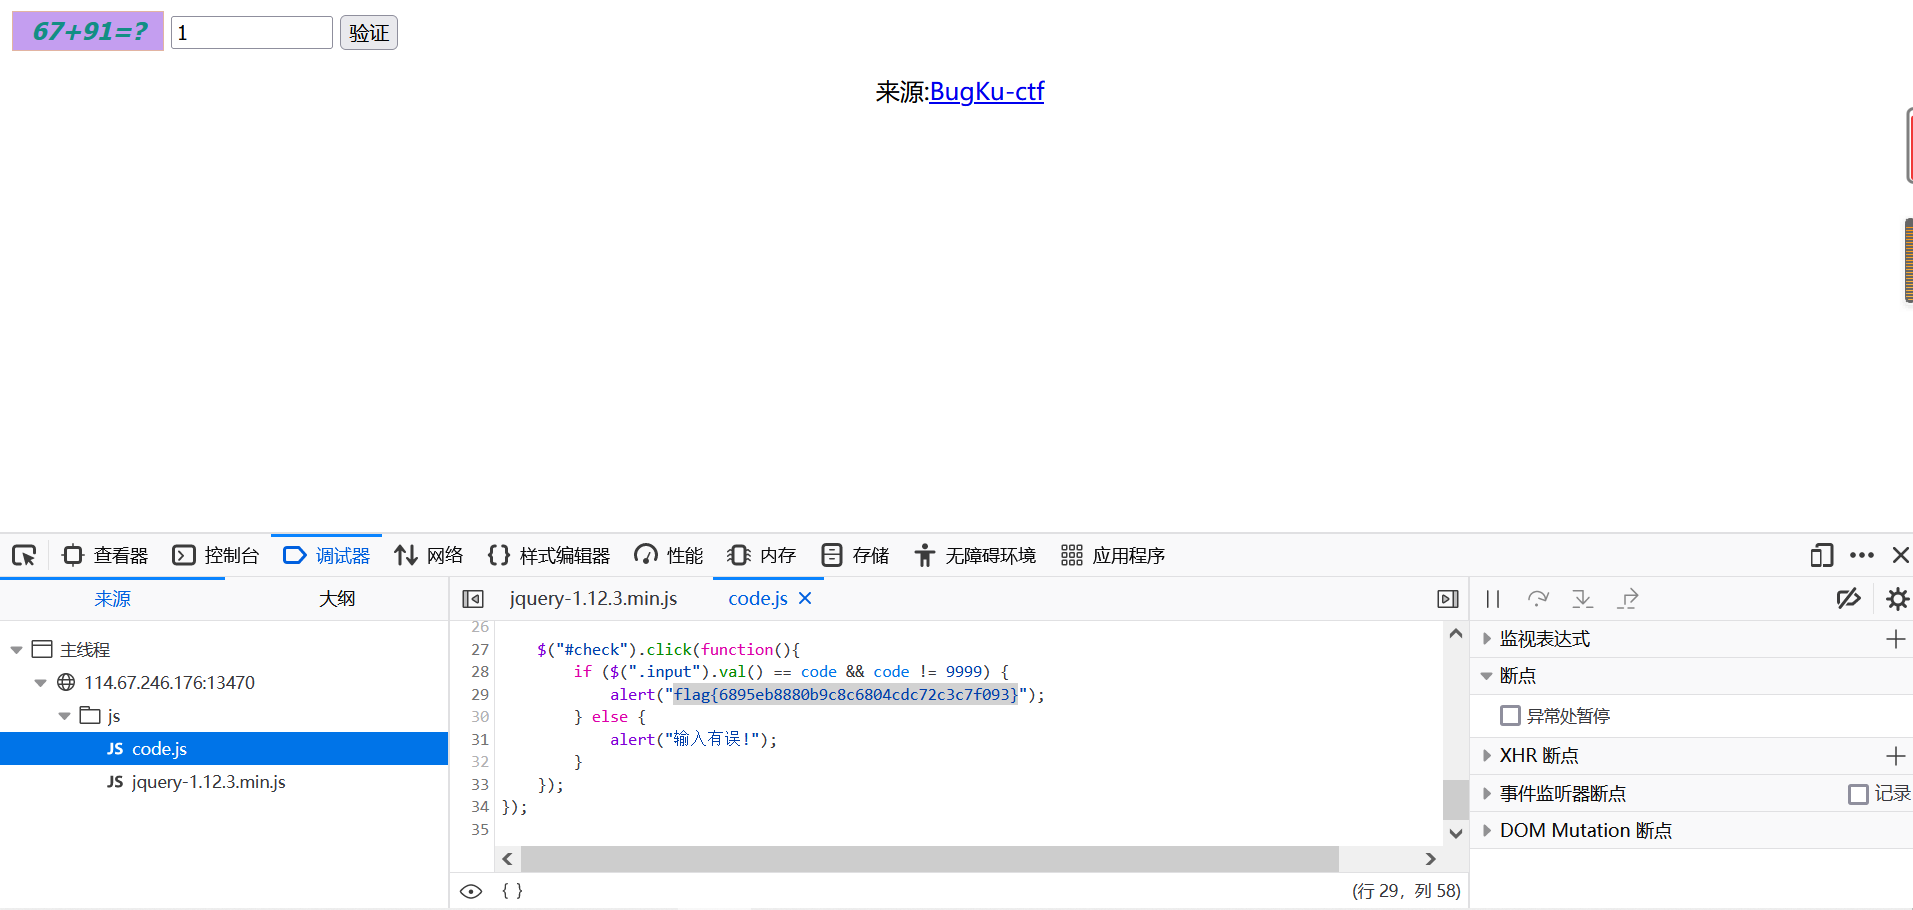 67+91=? 1 验证
来源:BugKu-ctf
查看器 控制台 调试器 网络 样式编辑器 性能 内存 存储 无障碍环境 应用程序
来源 大纲
主线程
114.67.246.176:13470
js
JS code.js
JS jquery-1.12.3.min.js
jquery-1.12.3.min.js code.js
26
27 $("#check").click(function(){
28 if ($(".input").val() == code && code != 9999) {
29 alert("flag{6895eb8880b9c8c6804cdc72c3c7f093}");
30 } else {
31 alert("输入有误!");
32 }
33 });
34 });
35
{ } (行 29，列 58)
监视表达式
断点
异常处暂停
XHR 断点
事件监听器断点 记录
DOM Mutation 断点